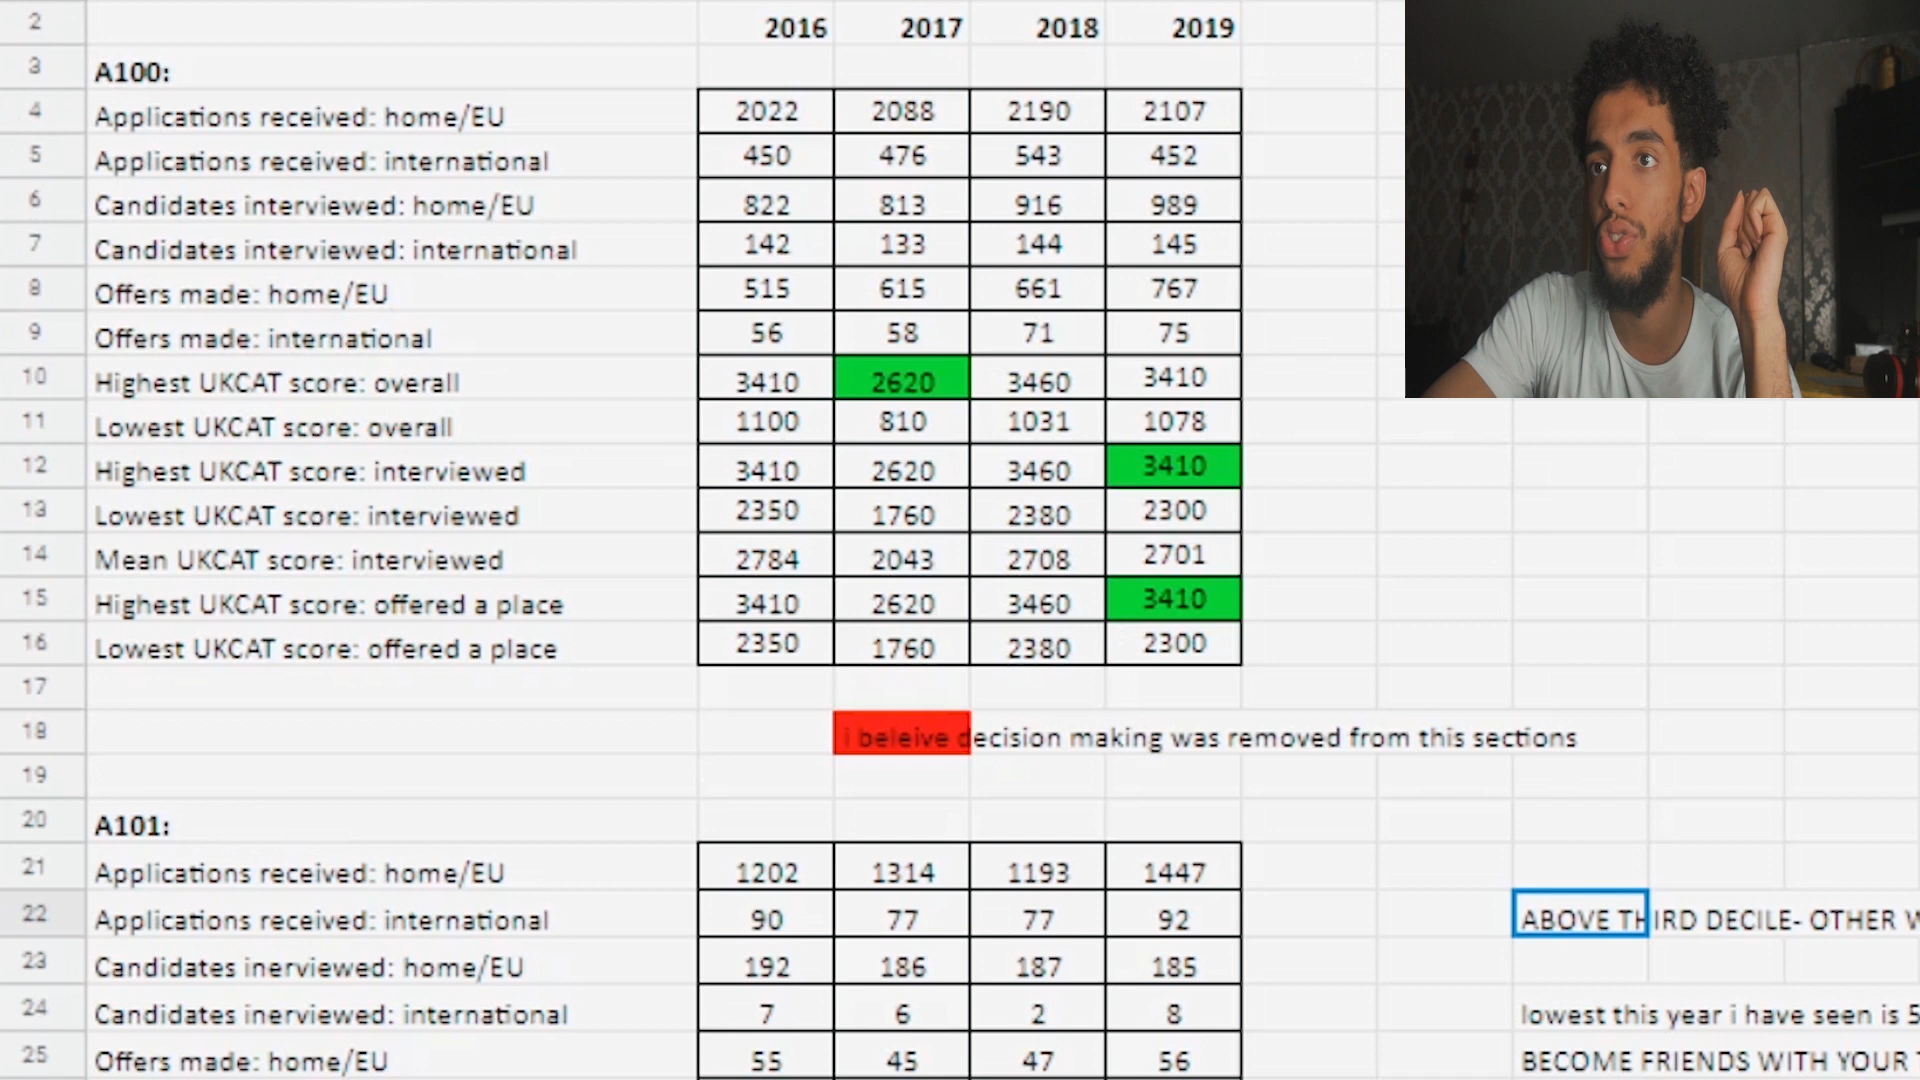 2 2016 2017 2018 2019
3 A100:
4 Applications received: home/EU 2022 2088 2190 2107
5 Applications received: international 450 476 543 452
6 Candidates interviewed: home/EU 822 813 916 989
7 Candidates interviewed: international 142 133 144 145
8 Offers made: home/EU 515 615 661 767
9 Offers made: international 56 58 71 75
10 Highest UKCAT score: overall 3410 2620 3460 3410
11 Lowest UKCAT score: overall 1100 810 1031 1078
12 Highest UKCAT score: interviewed 3410 2620 3460 3410
13 Lowest UKCAT score: interviewed 2350 1760 2380 2300
14 Mean UKCAT score: interviewed 2784 2043 2708 2701
15 Highest UKCAT score: offered a place 3410 2620 3460 3410
16 Lowest UKCAT score: offered a place 2350 1760 2380 2300
17
18 i beleive decision making was removed from this sections
19
20 A101:
21 Applications received: home/EU 1202 1314 1193 1447
22 Applications received: international 90 77 77 92 ABOVE THIRD DECILE- OTHER
23 Candidates inerviewed: home/EU 192 186 187 185
24 Candidates inerviewed: international 7 6 2 8 lowest this year i have seen is 5
25 Offers made: home/EU 55 45 47 56 BECOME FRIENDS WITH YOUR